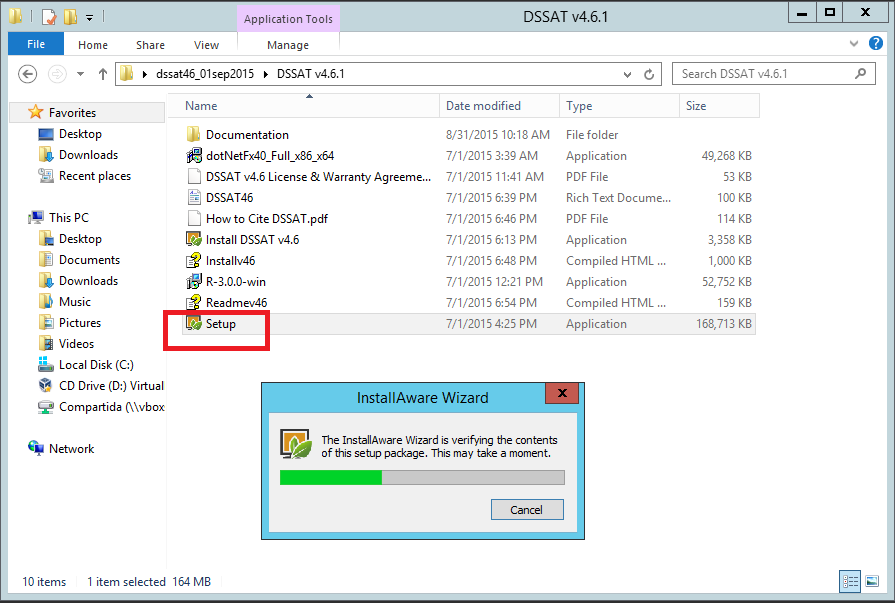 Application Tools
DSSAT v4.6.1
File
Home
Share
View
Manage
dssat46_01sep2015
DSSAT v4.6.1
Search DSSAT v4.6.1
Name
Date modified
Type
Size
Favorites
Desktop
Downloads
Recent places
This PC
Desktop
Documents
Downloads
Music
Pictures
Videos
Local Disk (C:)
CD Drive (D:) Virtual
Compartida (\\vbox
Network
Documentation 8/31/2015 10:18 AM File folder
dotNetFx40_Full_x86_x64 7/1/2015 3:39 AM Application 49,268 KB
DSSAT v4.6 License & Warranty Agreeme... 7/1/2015 11:41 AM PDF File 53 KB
DSSAT46 7/1/2015 6:39 PM Rich Text Docume... 100 KB
How to Cite DSSAT.pdf 7/1/2015 6:46 PM PDF File 114 KB
Install DSSAT v4.6 7/1/2015 6:13 PM Application 3,358 KB
Installv46 7/1/2015 6:48 PM Compiled HTML ... 1,000 KB
R-3.0.0-win 7/1/2015 12:21 PM Application 52,752 KB
Readmev46 7/1/2015 6:54 PM Compiled HTML ... 159 KB
Setup 7/1/2015 4:25 PM Application 168,713 KB
InstallAware Wizard
The InstallAware Wizard is verifying the contents
of this setup package. This may take a moment.
Cancel
10 items 1 item selected 164 MB